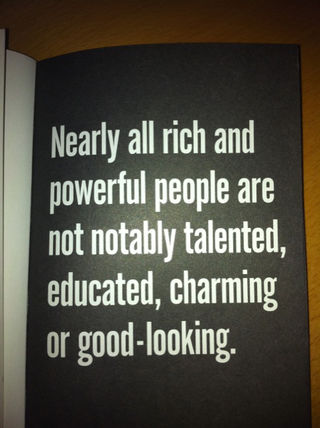 Nearly all rich and
powerful people are
not notably talented,
educated, charming
or good-looking.